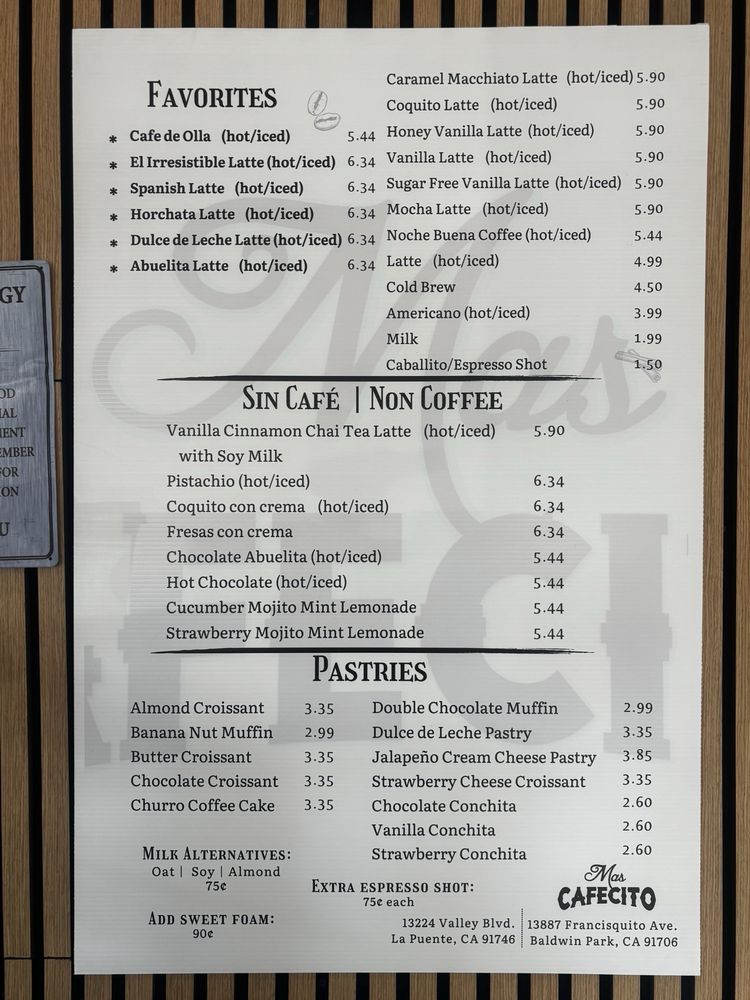 FAVORITES
* Cafe de Olla (hot/iced) 5.44
* El Irresistible Latte (hot/iced) 6.34
* Spanish Latte (hot/iced) 6.34
* Horchata Latte (hot/iced) 6.34
* Dulce de Leche Latte (hot/iced) 6.34
* Abuelita Latte (hot/iced) 6.34
Caramel Macchiato Latte (hot/iced) 5.90
Coquito Latte (hot/iced) 5.90
Honey Vanilla Latte (hot/iced) 5.90
Vanilla Latte (hot/iced) 5.90
Sugar Free Vanilla Latte (hot/iced) 5.90
Mocha Latte (hot/iced) 5.90
Noche Buena Coffee (hot/iced) 5.44
Latte (hot/iced) 4.99
Cold Brew 4.50
Americano (hot/iced) 3.99
Milk 1.99
Caballito/Espresso Shot 1.50
SIN CAFÉ | NON COFFEE
Vanilla Cinnamon Chai Tea Latte (hot/iced) 5.90
with Soy Milk
Pistachio (hot/iced) 6.34
Coquito con crema (hot/iced) 6.34
Fresas con crema 6.34
Chocolate Abuelita (hot/iced) 5.44
Hot Chocolate (hot/iced) 5.44
Cucumber Mojito Mint Lemonade 5.44
Strawberry Mojito Mint Lemonade 5.44
PASTRIES
Almond Croissant 3.35
Banana Nut Muffin 2.99
Butter Croissant 3.35
Chocolate Croissant 3.35
Churro Coffee Cake 3.35
Double Chocolate Muffin 2.99
Dulce de Leche Pastry 3.35
Jalapeño Cream Cheese Pastry 3.85
Strawberry Cheese Croissant 3.35
Chocolate Conchita 2.60
Vanilla Conchita 2.60
Strawberry Conchita 2.60
MILK ALTERNATIVES:
Oat | Soy | Almond
75¢
ADD SWEET FOAM:
90¢
EXTRA ESPRESSO SHOT:
75¢ each
Mas
CAFECITO
13224 Valley Blvd.
La Puente, CA 91746
13887 Francisquito Ave.
Baldwin Park, CA 91706